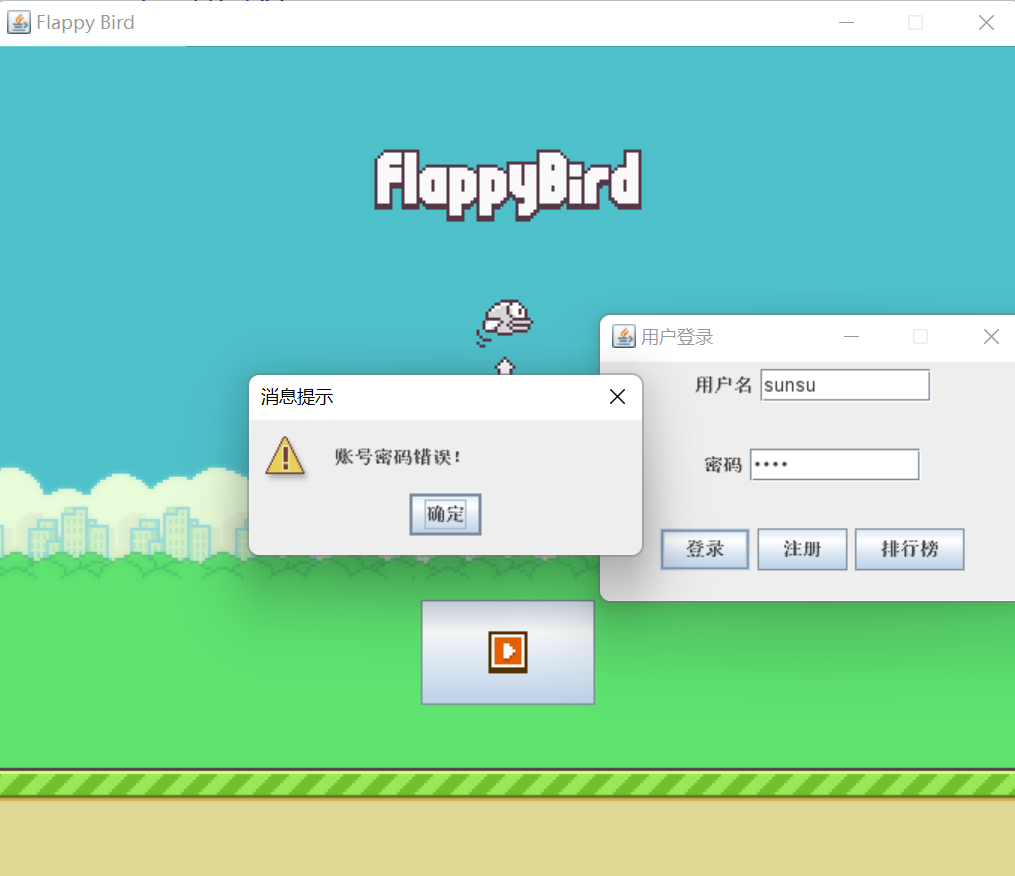 Flappy Bird
FlappyBird
用户登录
用户名 sunsu
密码 ••••
登录 注册 排行榜
消息提示
账号密码错误!
确定